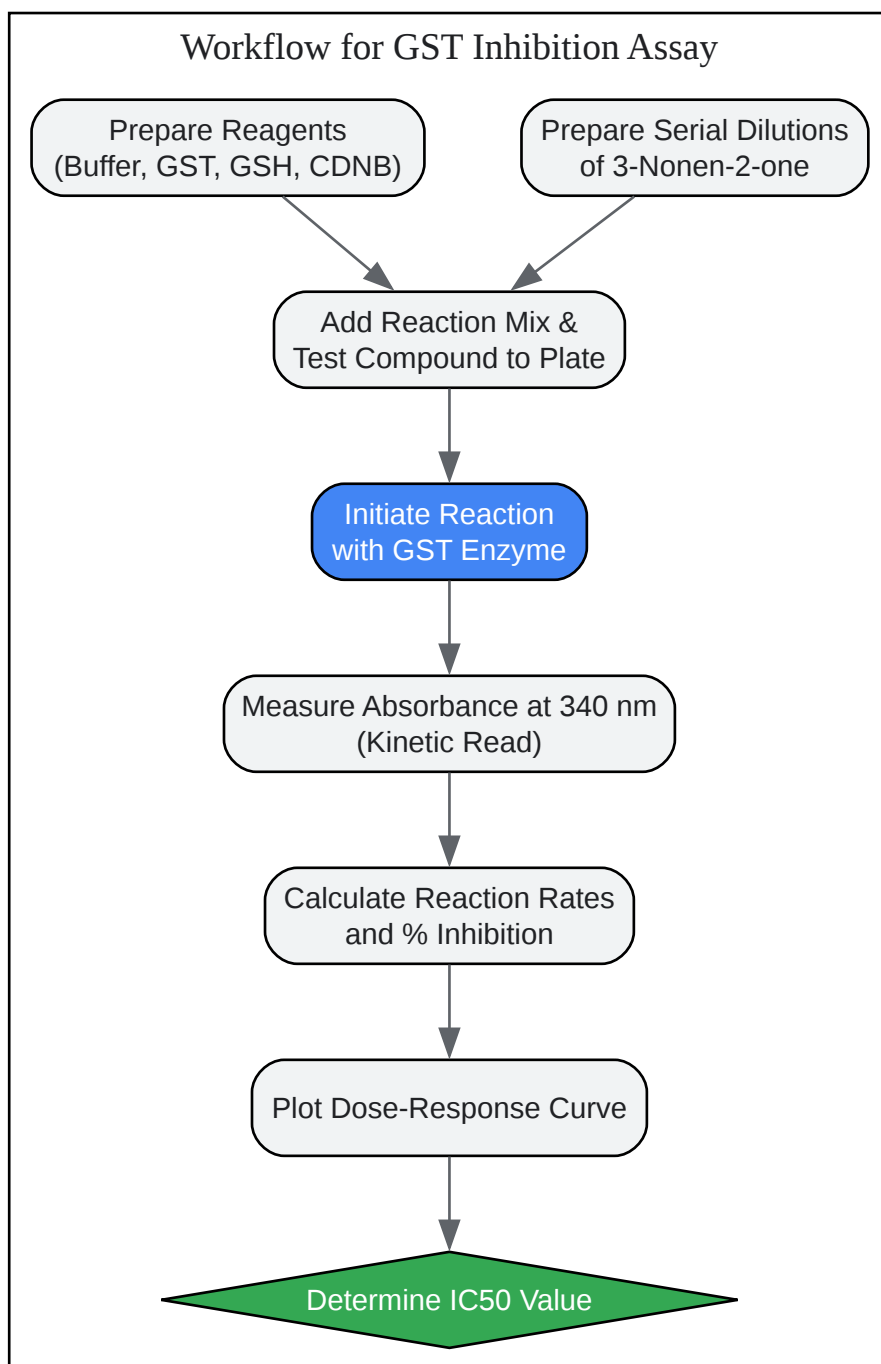 Workflow for GST Inhibition Assay
Prepare Reagents
(Buffer, GST, GSH, CDNB)
Prepare Serial Dilutions
of 3-Nonen-2-one
Add Reaction Mix &
Test Compound to Plate
Initiate Reaction
with GST Enzyme
Measure Absorbance at 340 nm
(Kinetic Read)
Calculate Reaction Rates
and % Inhibition
Plot Dose-Response Curve
Determine IC50 Value